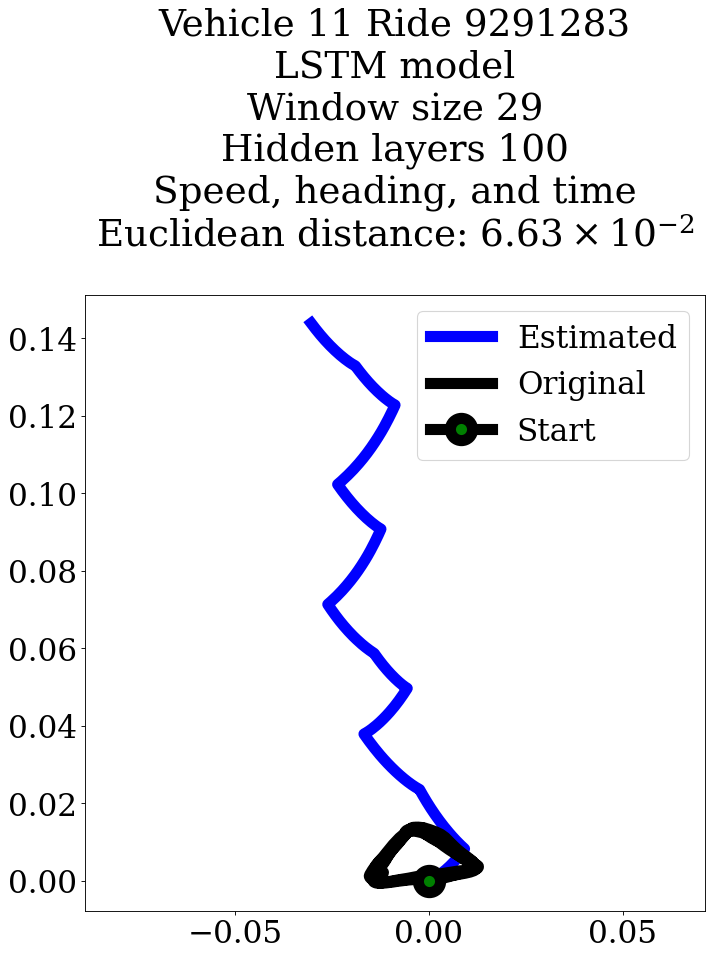 Vehicle 11 Ride 9291283
LSTM model
Window size 29
Hidden layers 100
Speed, heading, and time
Euclidean distance: 6.63 × 10⁻²
Estimated
Original
Start
0.14
0.12
0.10
0.08
0.06
0.04
0.02
0.00
−0.05
0.00
0.05